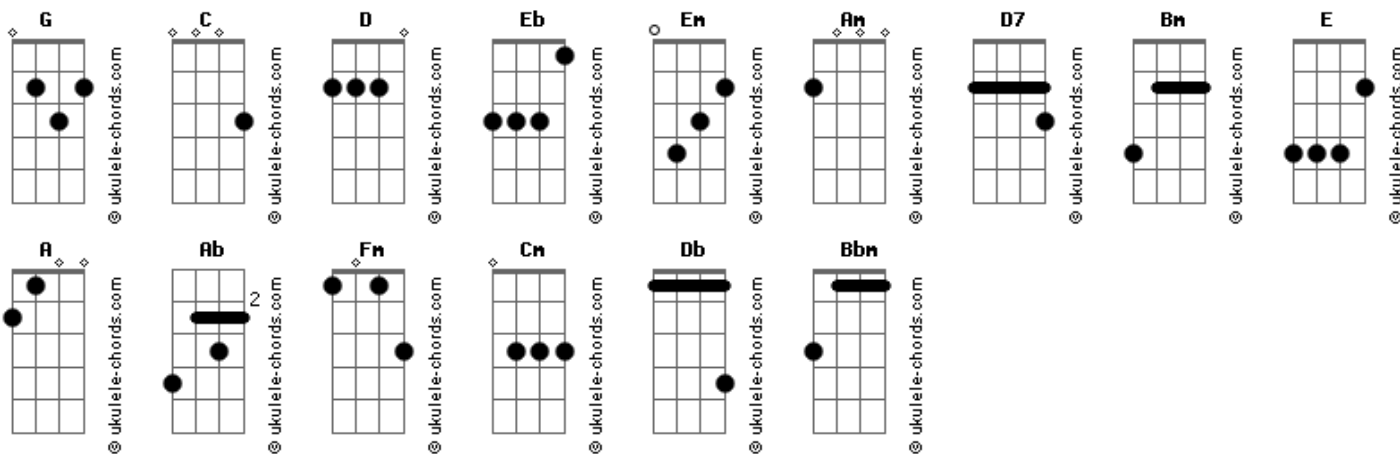 G C D Eb Em Am D7 Bm E
© ukulele-chords.com © ukulele-chords.com © ukulele-chords.com © ukulele-chords.com © ukulele-chords.com © ukulele-chords.com © ukulele-chords.com © ukulele-chords.com © ukulele-chords.com
A Ab Fm Cm Db Bbm
2
© ukulele-chords.com © ukulele-chords.com © ukulele-chords.com © ukulele-chords.com © ukulele-chords.com © ukulele-chords.com